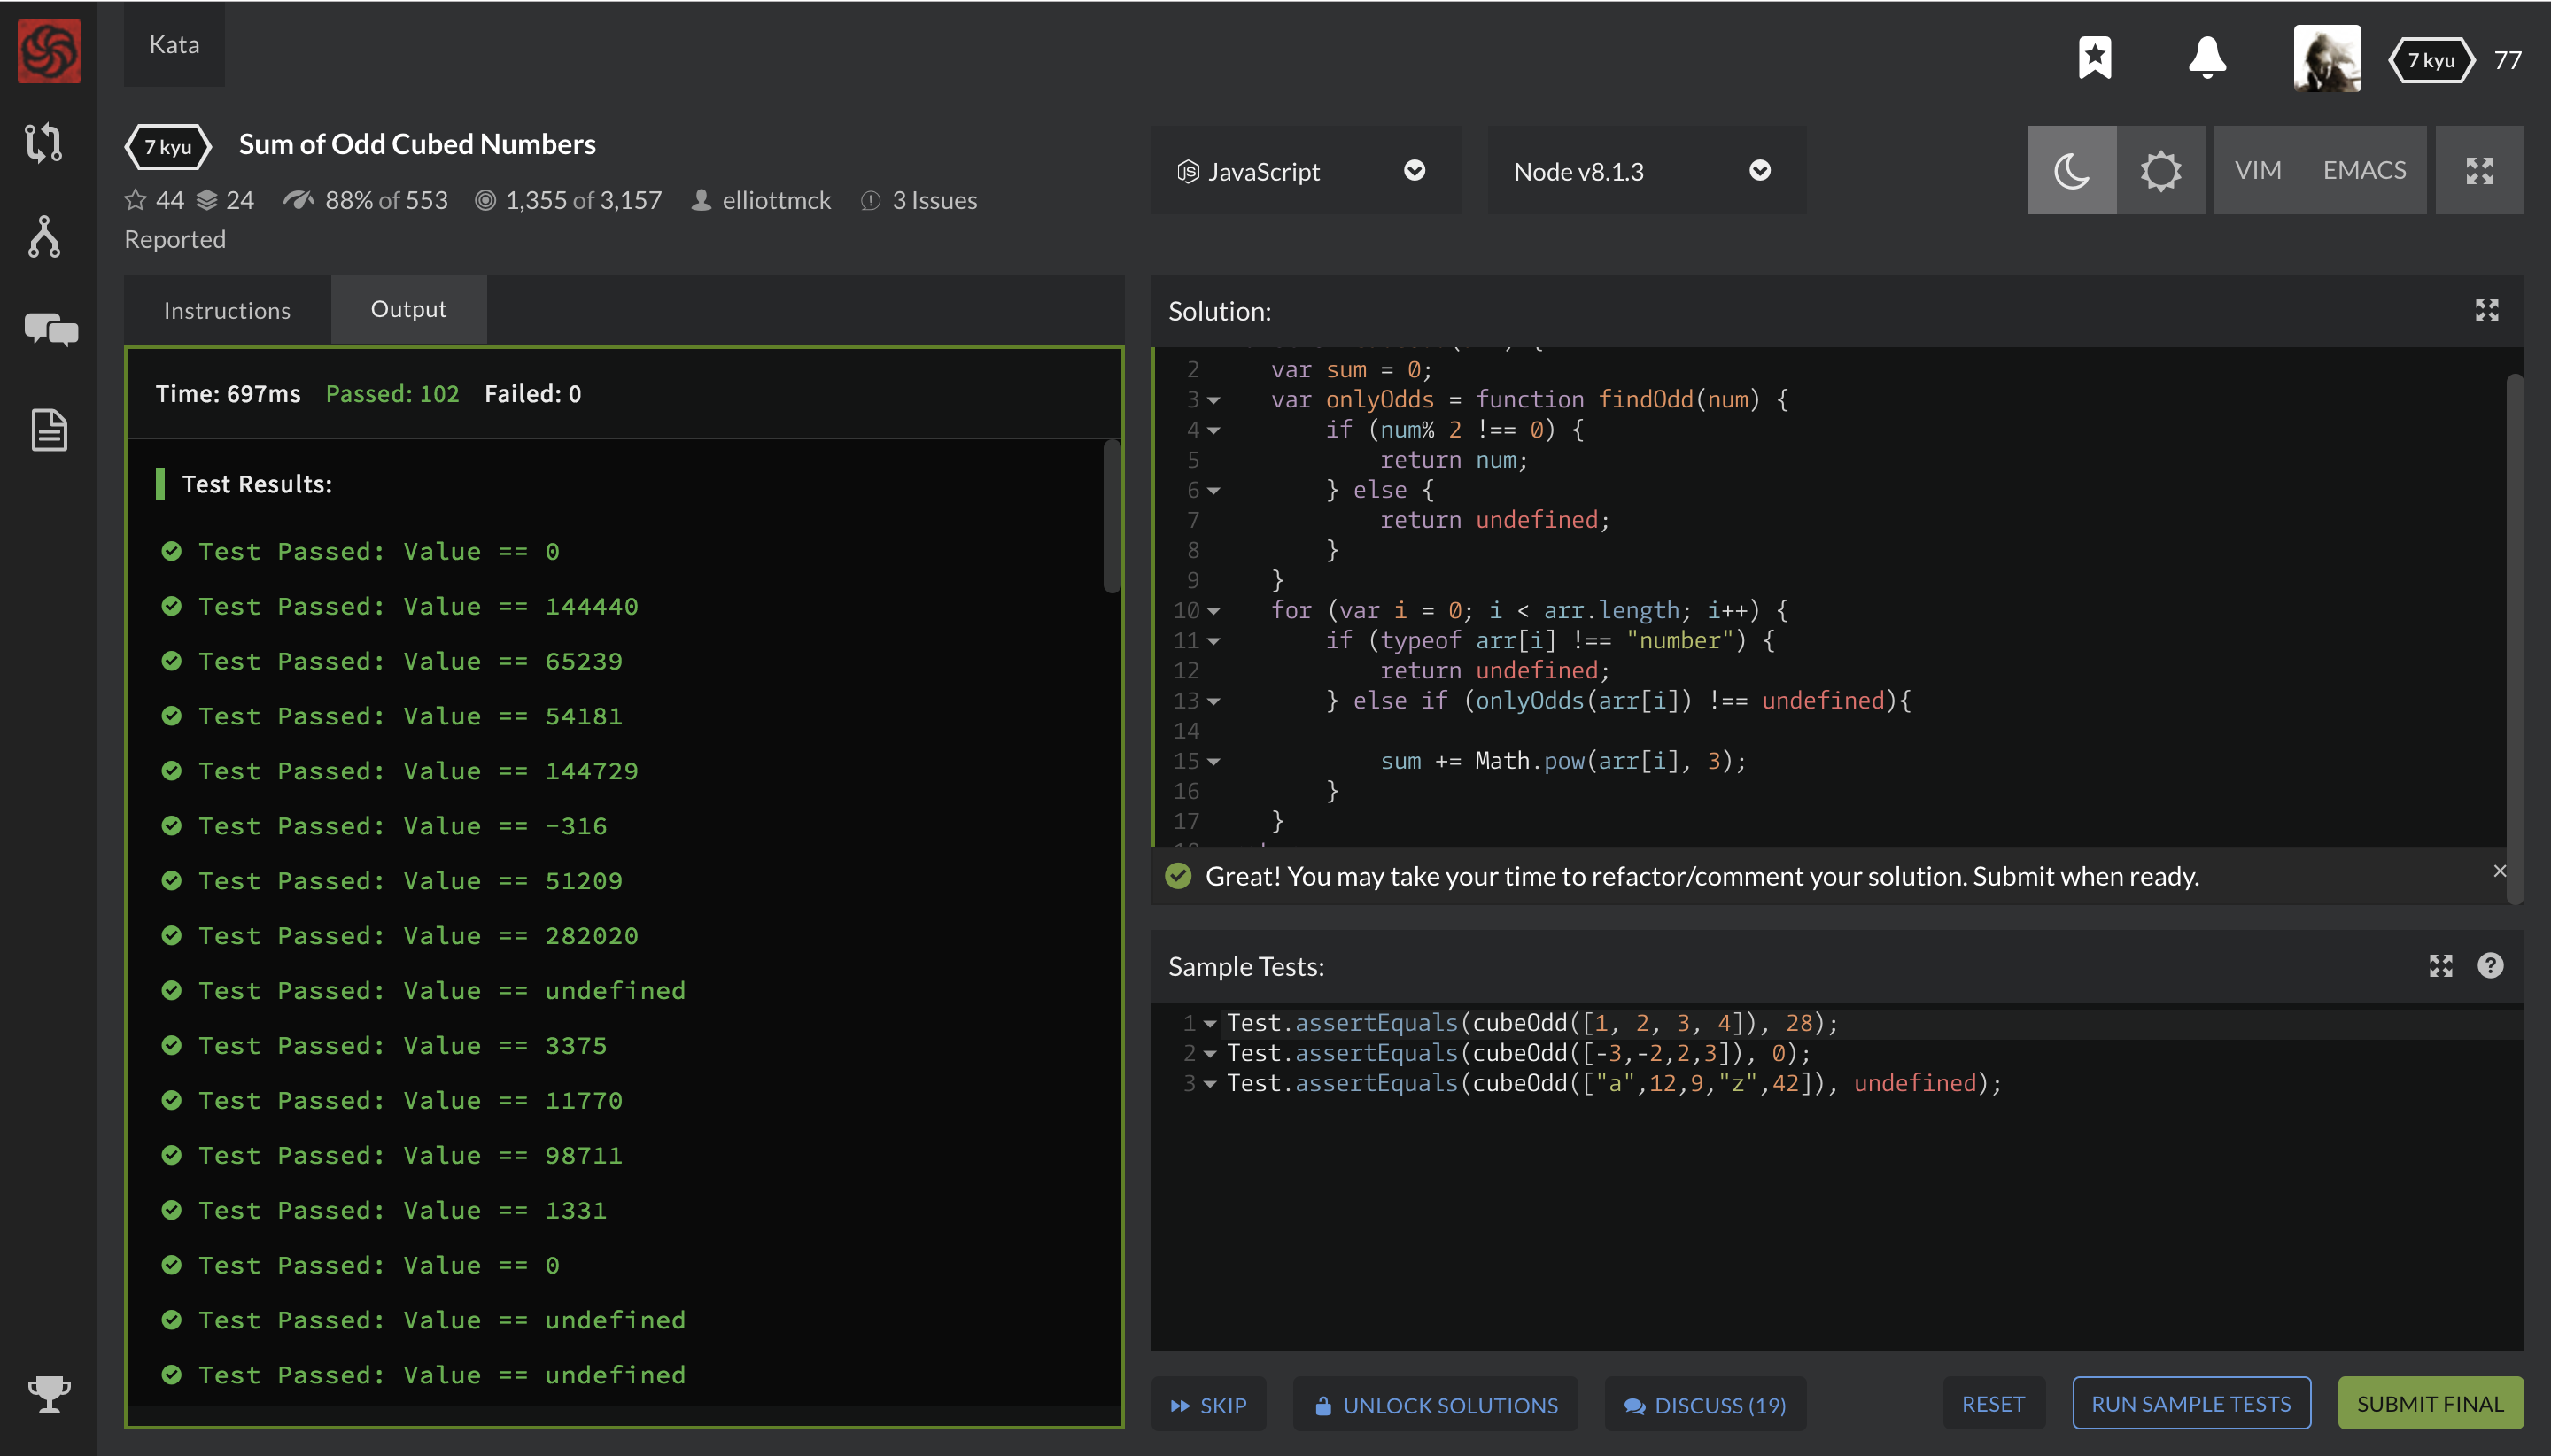 Kata
7 kyu 77
7 kyu Sum of Odd Cubed Numbers
44 24 88% of 553 1,355 of 3,157 elliottmck 3 Issues
Reported
JavaScript Node v8.1.3
VIM EMACS
Instructions Output
Time: 697ms Passed: 102 Failed: 0
Test Results:
Test Passed: Value == 0
Test Passed: Value == 144440
Test Passed: Value == 65239
Test Passed: Value == 54181
Test Passed: Value == 144729
Test Passed: Value == -316
Test Passed: Value == 51209
Test Passed: Value == 282020
Test Passed: Value == undefined
Test Passed: Value == 3375
Test Passed: Value == 11770
Test Passed: Value == 98711
Test Passed: Value == 1331
Test Passed: Value == 0
Test Passed: Value == undefined
Test Passed: Value == undefined
Solution:
2 var sum = 0;
3 var onlyOdds = function findOdd(num) {
4 if (num% 2 !== 0) {
5 return num;
6 } else {
7 return undefined;
8 }
9 }
10 for (var i = 0; i < arr.length; i++) {
11 if (typeof arr[i] !== "number") {
12 return undefined;
13 } else if (onlyOdds(arr[i]) !== undefined){
14
15 sum += Math.pow(arr[i], 3);
16 }
17 }
Great! You may take your time to refactor/comment your solution. Submit when ready.
Sample Tests:
1 Test.assertEquals(cubeOdd([1, 2, 3, 4]), 28);
2 Test.assertEquals(cubeOdd([-3,-2,2,3]), 0);
3 Test.assertEquals(cubeOdd(["a",12,9,"z",42]), undefined);
SKIP UNLOCK SOLUTIONS DISCUSS (19) RESET RUN SAMPLE TESTS SUBMIT FINAL